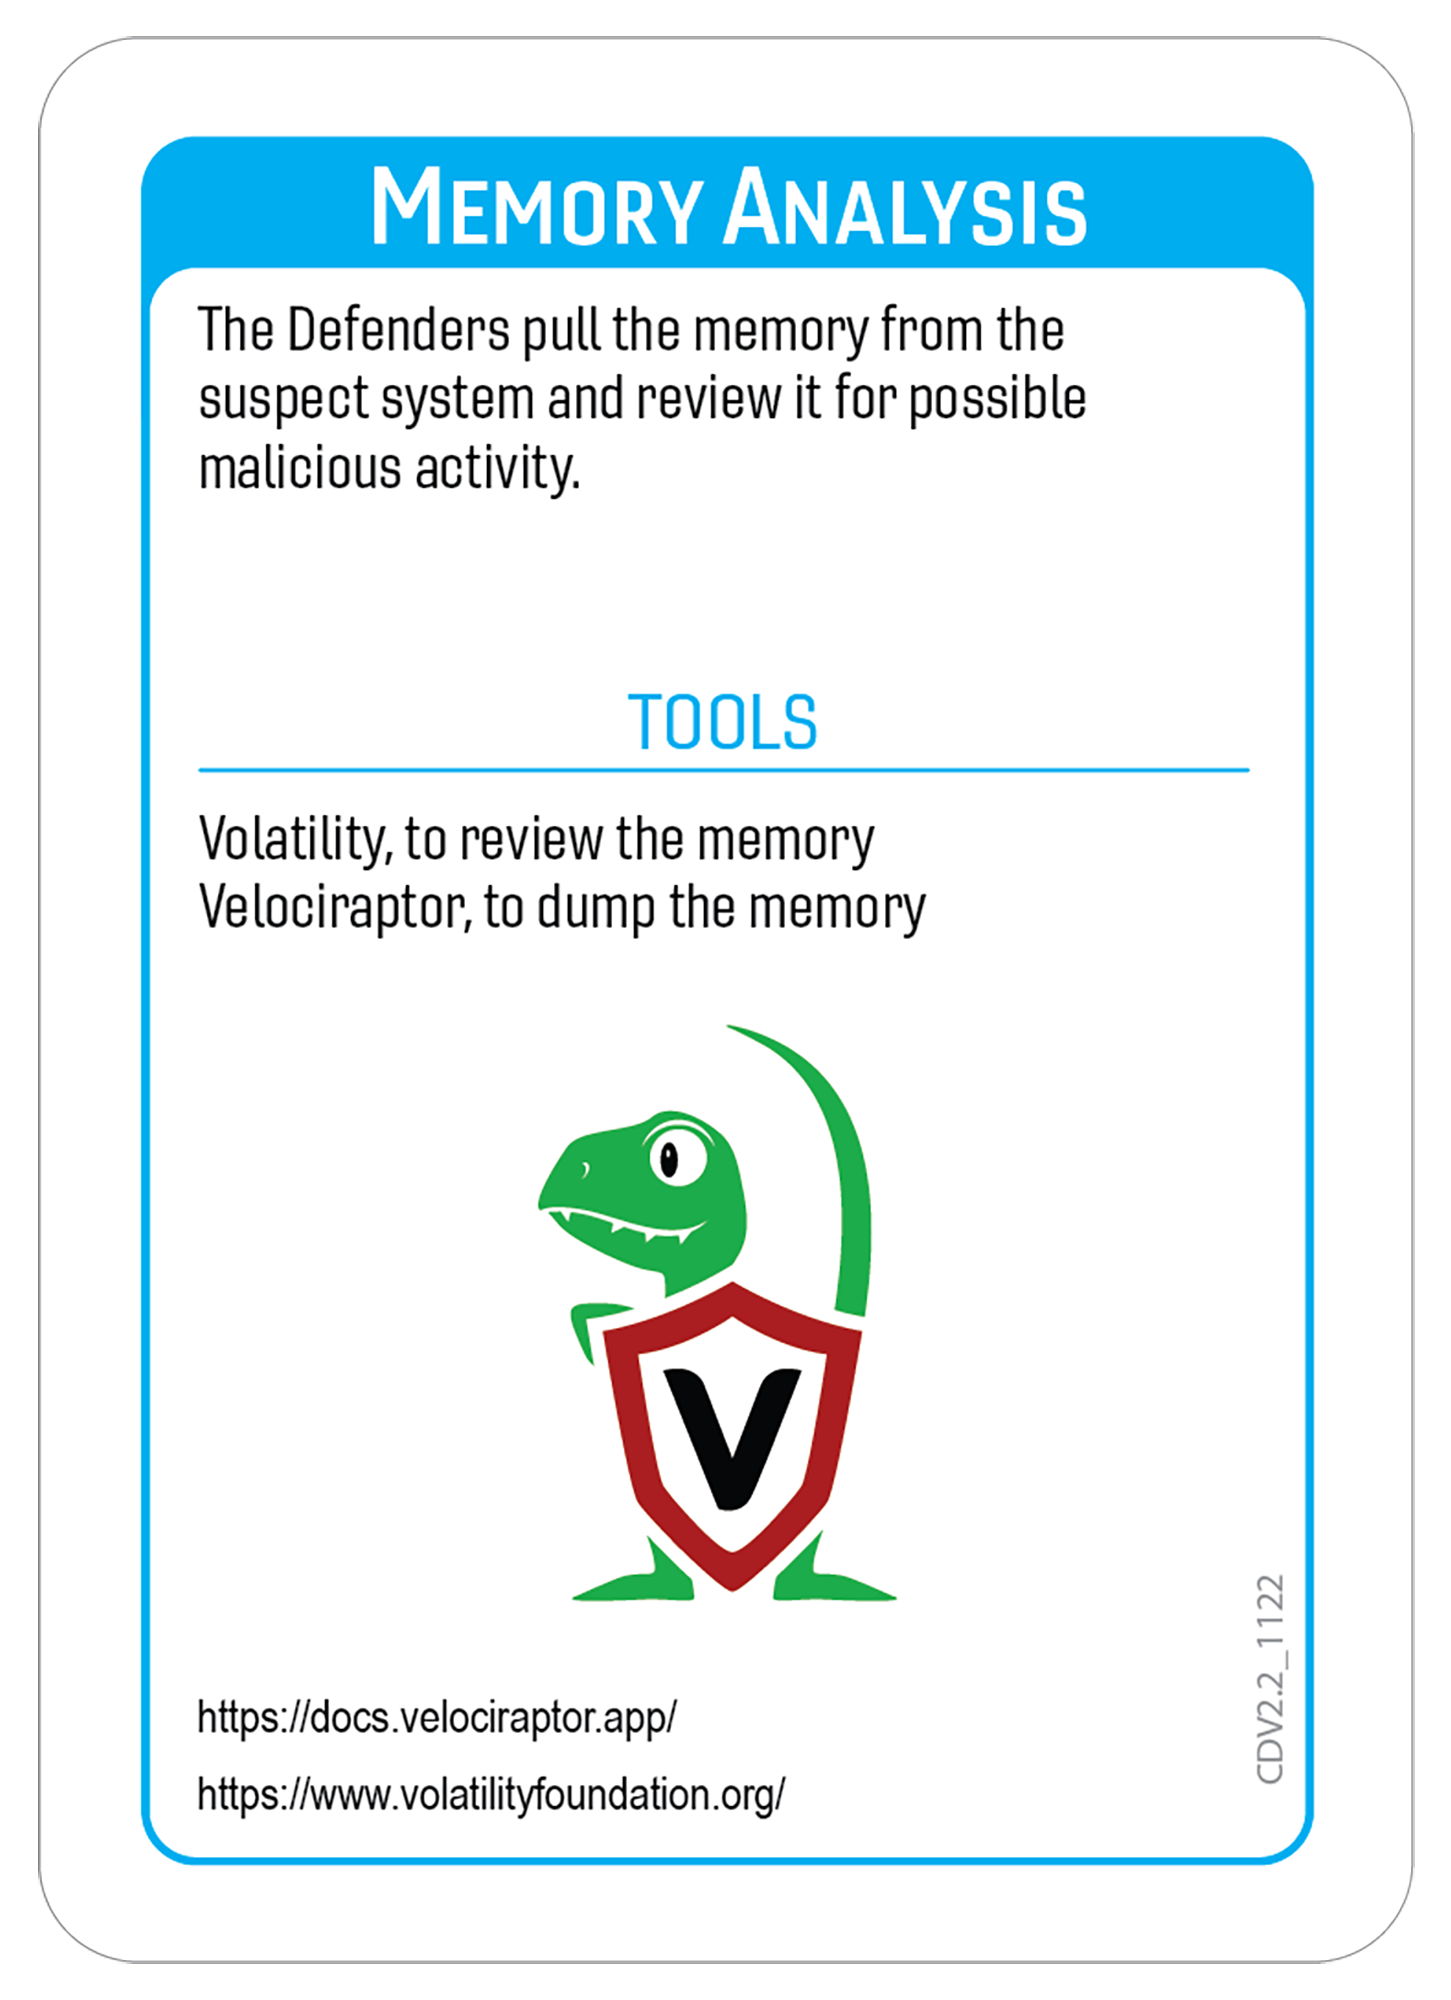 MEMORY ANALYSIS
The Defenders pull the memory from the
suspect system and review it for possible
malicious activity.
TOOLS
Volatility, to review the memory
Velociraptor, to dump the memory
V
https://docs.velociraptor.app/
https://www.volatilityfoundation.org/
CDV2.2_1122